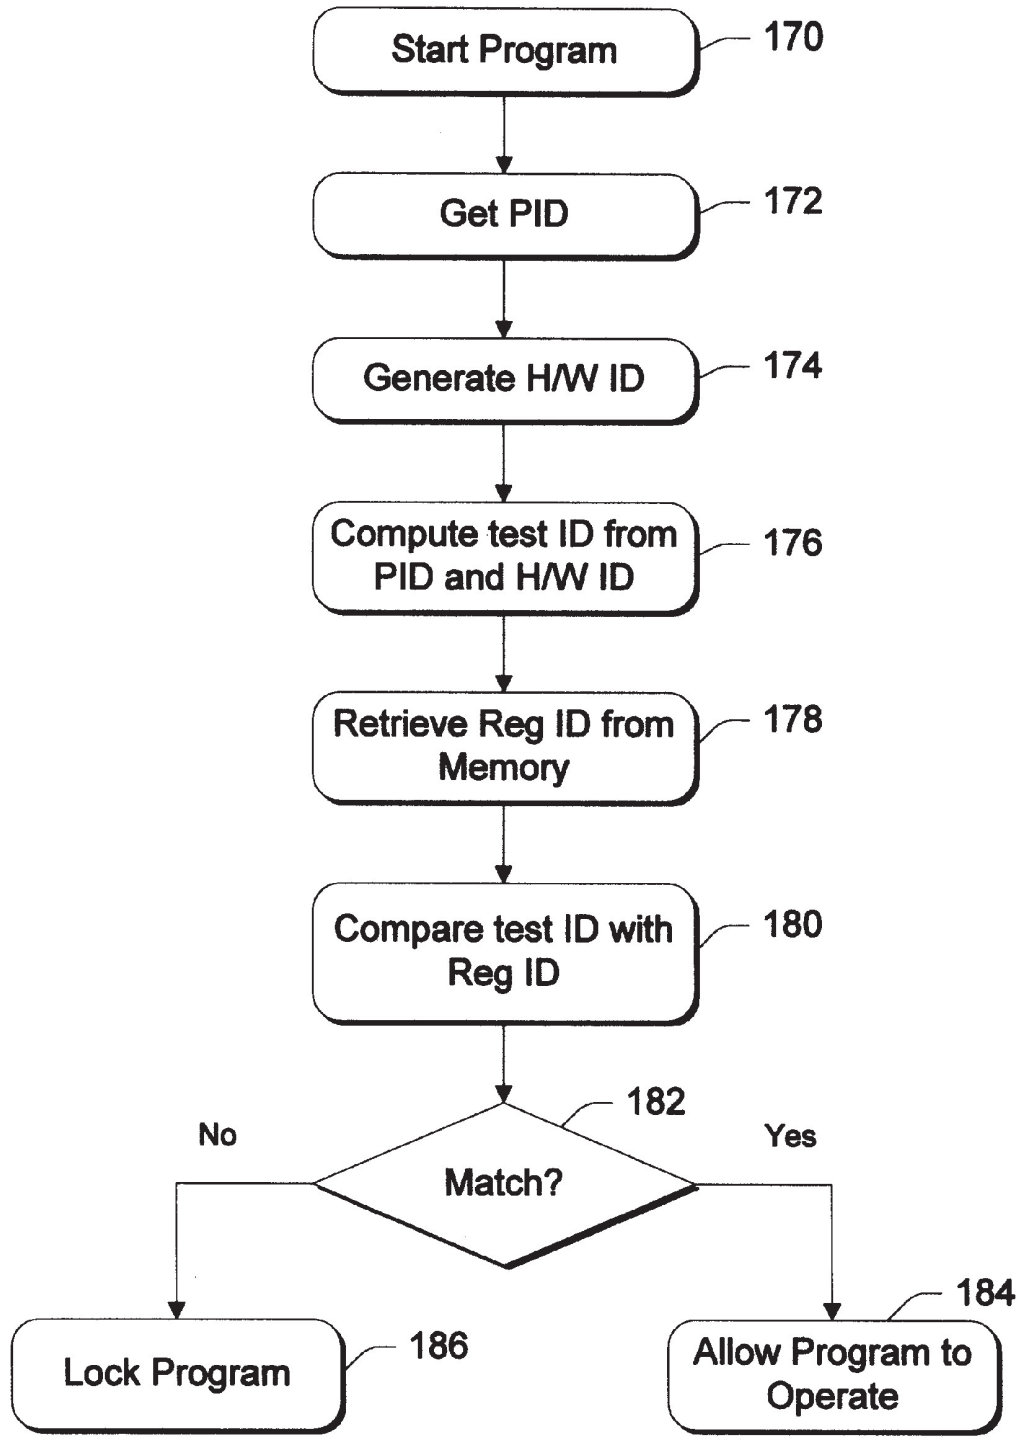 Start Program
170
Get PID
172
Generate H/W ID
174
Compute test ID from
PID and H/W ID
176
Retrieve Reg ID from
Memory
178
Compare test ID with
Reg ID
180
182
No
Yes
Match?
184
Lock Program
186
Allow Program to
Operate